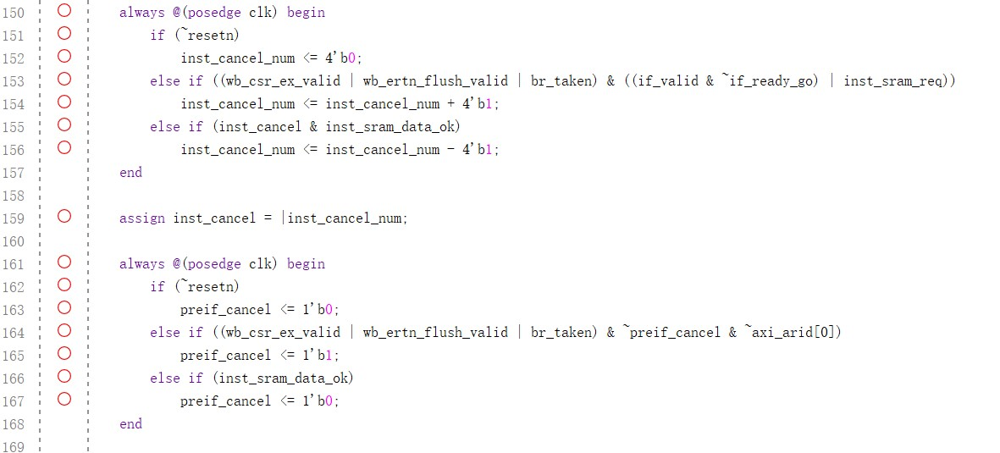 150 always @(posedge clk) begin
151 if (~resetn)
152 inst_cancel_num <= 4'b0;
153 else if ((wb_csr_ex_valid | wb_ertn_flush_valid | br_taken) & ((if_valid & ~if_ready_go) | inst_sram_req))
154 inst_cancel_num <= inst_cancel_num + 4'b1;
155 else if (inst_cancel & inst_sram_data_ok)
156 inst_cancel_num <= inst_cancel_num - 4'b1;
157 end
158
159 assign inst_cancel = |inst_cancel_num;
160
161 always @(posedge clk) begin
162 if (~resetn)
163 preif_cancel <= 1'b0;
164 else if ((wb_csr_ex_valid | wb_ertn_flush_valid | br_taken) & ~preif_cancel & ~axi_arid[0])
165 preif_cancel <= 1'b1;
166 else if (inst_sram_data_ok)
167 preif_cancel <= 1'b0;
168 end
169